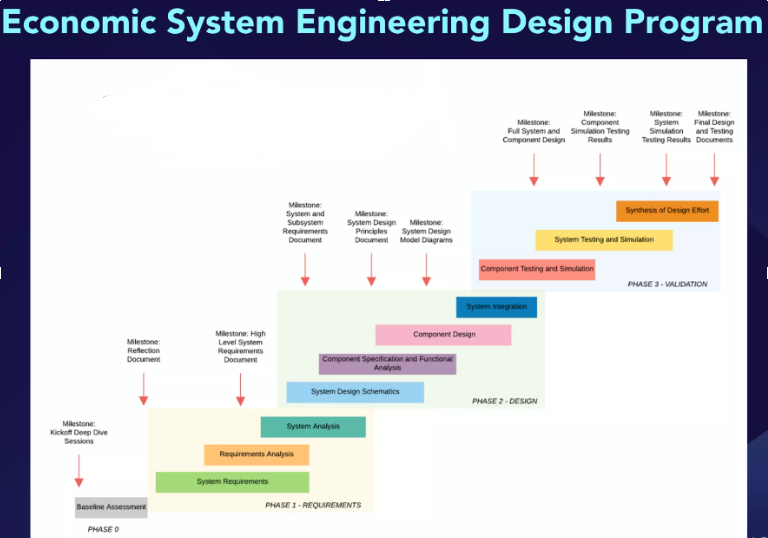 Economic System Engineering Design Program
Milestone:
Full System and
Component Design
Milestone:
Component
Simulation Testing
Results
Milestone:
System
Simulation
Testing Results
Milestone:
Final Design
and Testing
Documents
Synthesis of Design Effort
System Testing and Simulation
Component Testing and Simulation
PHASE 3 - VALIDATION
Milestone:
System and
Subsystem
Requirements
Document
Milestone:
System Design
Principles
Document
Milestone:
System Design
Model Diagrams
System Integration
Component Design
Component Specification and Functional
Analysis
System Design Schematics
PHASE 2 - DESIGN
Milestone:
Reflection
Document
Milestone: High
Level System
Requirements
Document
System Analysis
Requirements Analysis
System Requirements
PHASE 1 - REQUIREMENTS
Milestone:
Kickoff Deep Dive
Sessions
Baseline Assessment
PHASE 0